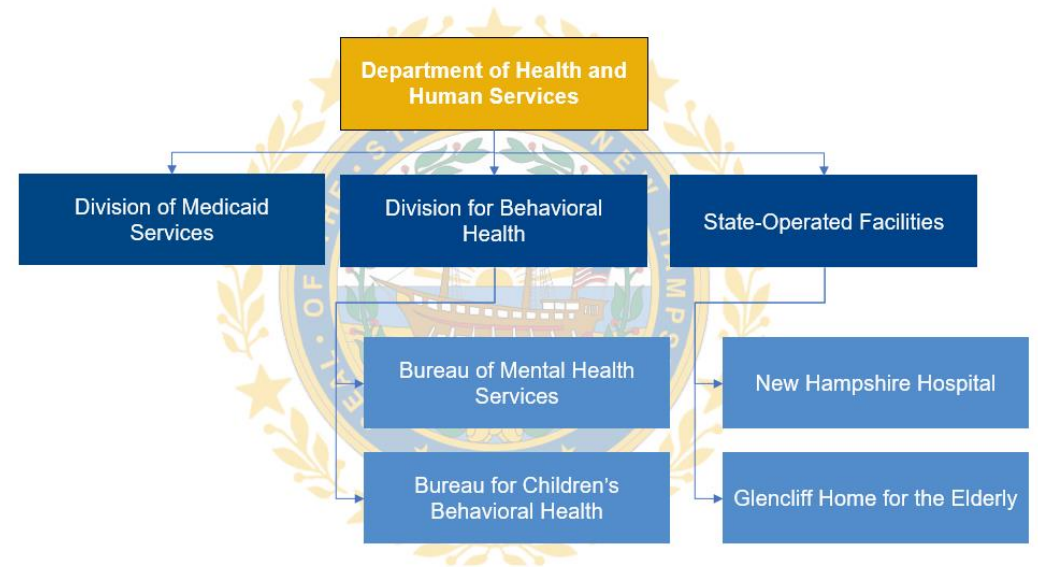 Department of Health and
Human Services
Division of Medicaid
Services
Division for Behavioral
Health
State-Operated Facilities
Bureau of Mental Health
Services
New Hampshire Hospital
Bureau for Children's
Behavioral Health
Glencliff Home for the Elderly